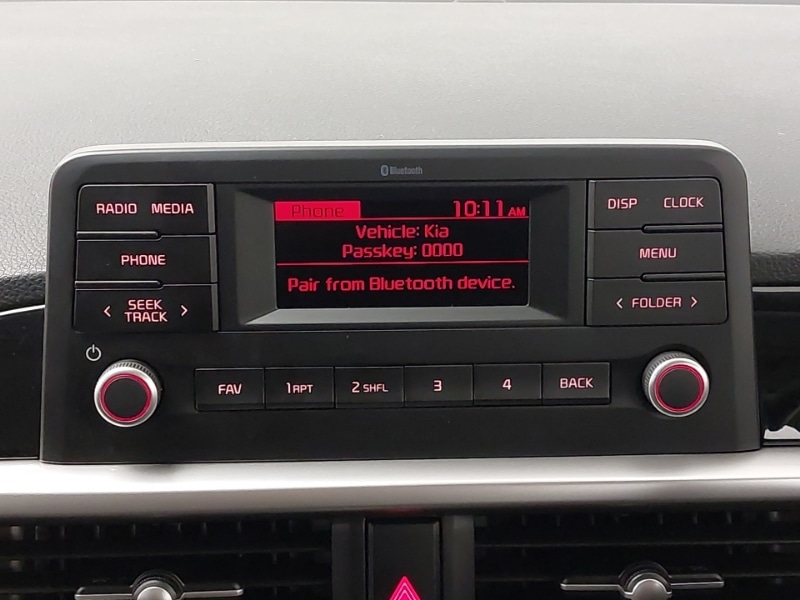 Bluetooth
RADIO MEDIA
PHONE
< SEEK TRACK >
Phone 10:11 AM
Vehicle: Kia
Passkey: 0000
Pair from Bluetooth device.
DISP CLOCK
MENU
< FOLDER >
FAV 1 RPT 2 SHFL 3 4 BACK